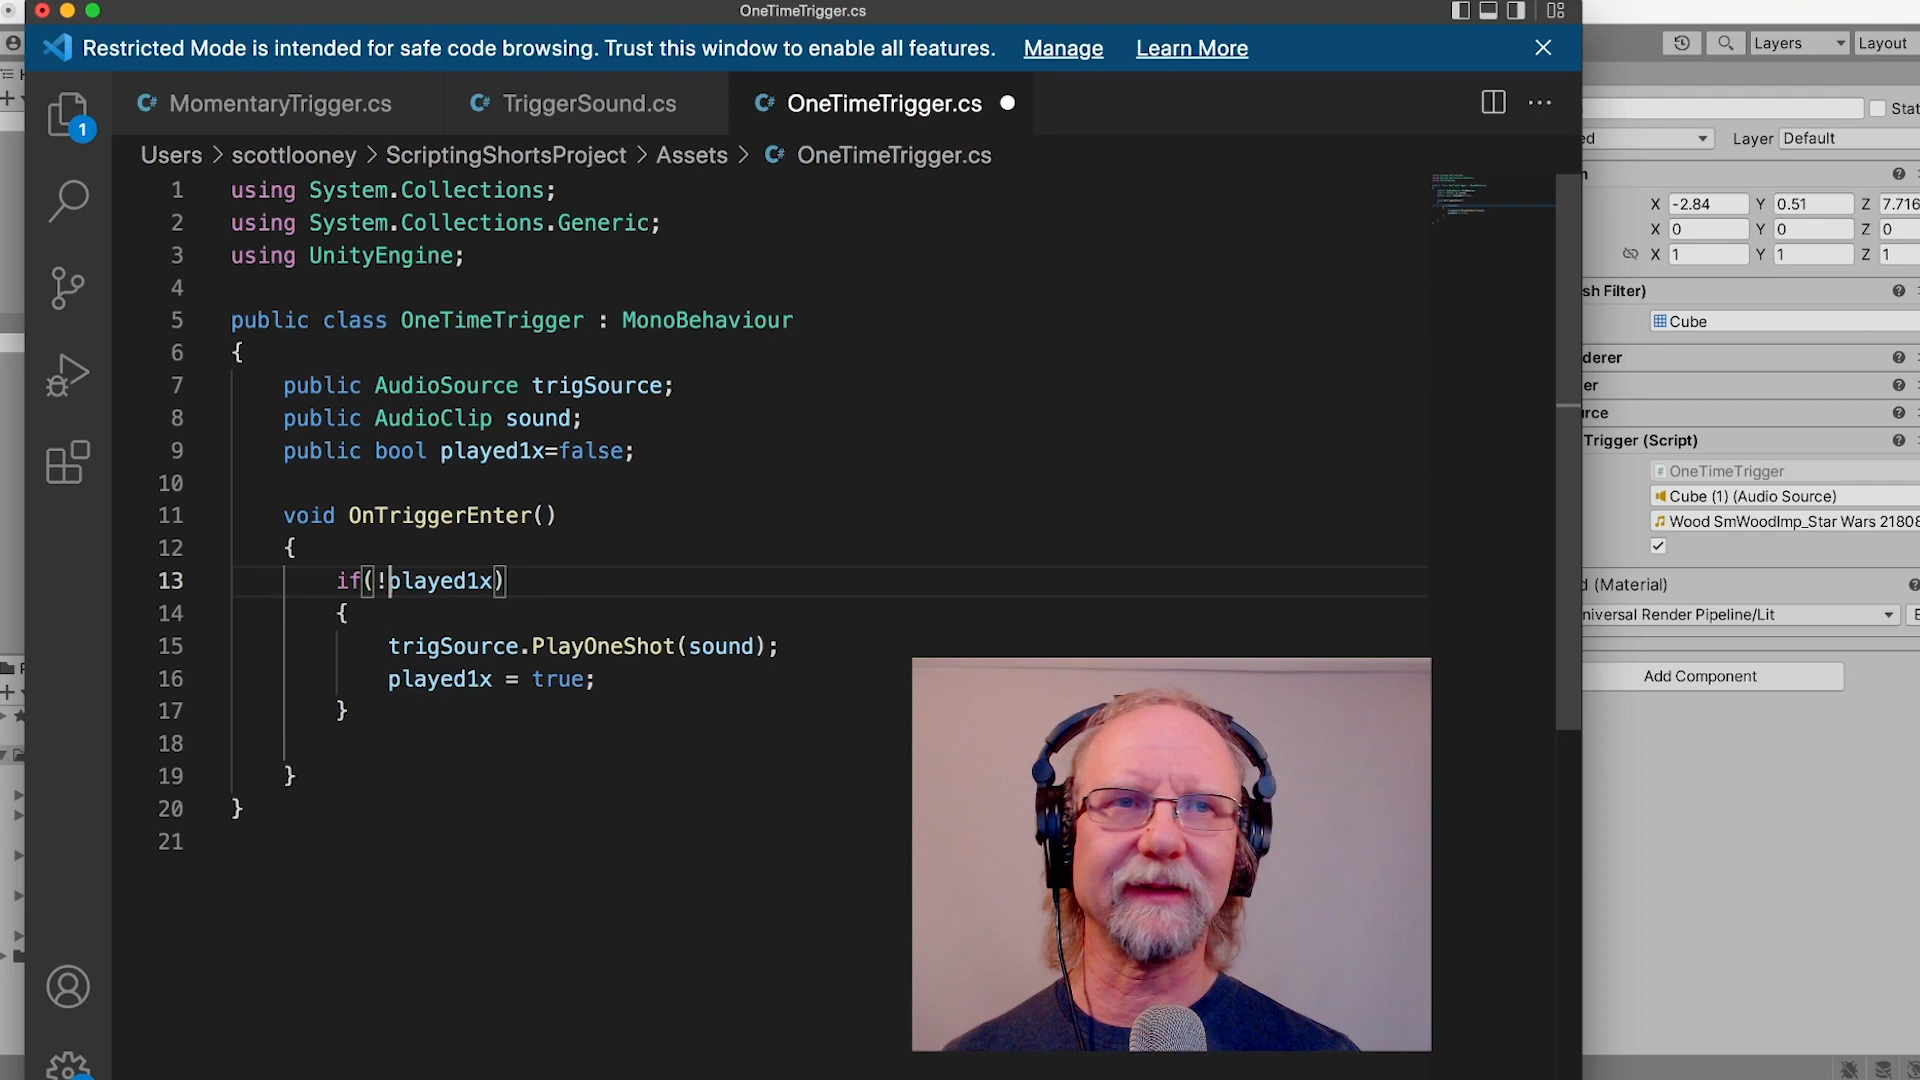 OneTimeTrigger.cs
Restricted Mode is intended for safe code browsing. Trust this window to enable all features. Manage Learn More
MomentaryTrigger.cs TriggerSound.cs OneTimeTrigger.cs
1
Users > scottlooney > ScriptingShortsProject > Assets > OneTimeTrigger.cs
1 using System.Collections;
2 using System.Collections.Generic;
3 using UnityEngine;
4
5 public class OneTimeTrigger : MonoBehaviour
6 {
7 public AudioSource trigSource;
8 public AudioClip sound;
9 public bool played1x=false;
10
11 void OnTriggerEnter()
12 {
13 if(!played1x)
14 {
15 trigSource.PlayOneShot(sound);
16 played1x = true;
17 }
18
19 }
20 }
21
Layers Layout
Stat
ed Layer Default
X -2.84 Y 0.51 Z 7.716
X 0 Y 0 Z 0
X 1 Y 1 Z 1
sh Filter)
Cube
derer
er
urce
Trigger (Script)
OneTimeTrigger
Cube (1) (Audio Source)
Wood SmWoodImp_Star Wars 21808
d (Material)
niversal Render Pipeline/Lit
Add Component